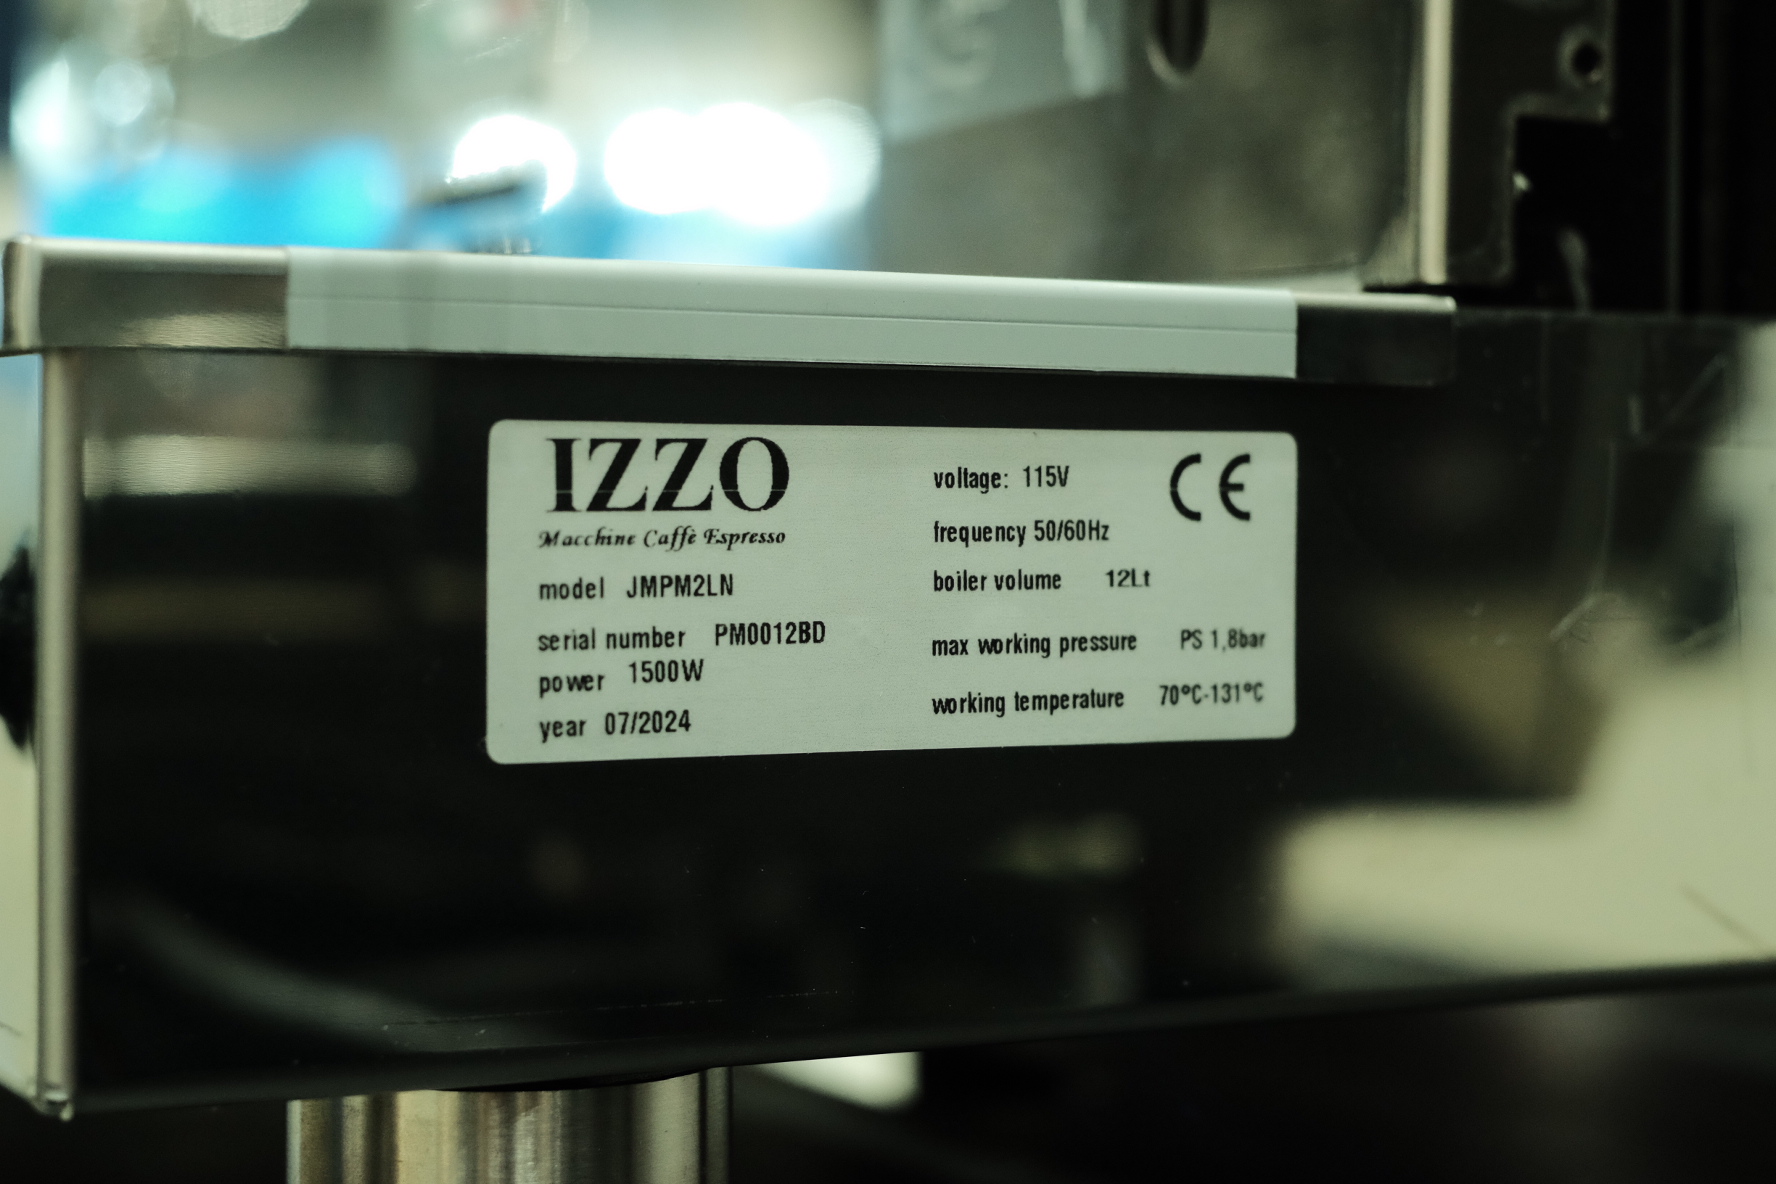 IZZO
Macchine Caffè Espresso
model JMPM2LN
serial number PM0012BD
power 1500W
year 07/2024
voltage: 115V
frequency 50/60Hz
boiler volume 12Lt
max working pressure PS 1,8bar
working temperature 70°C-131°C
CE